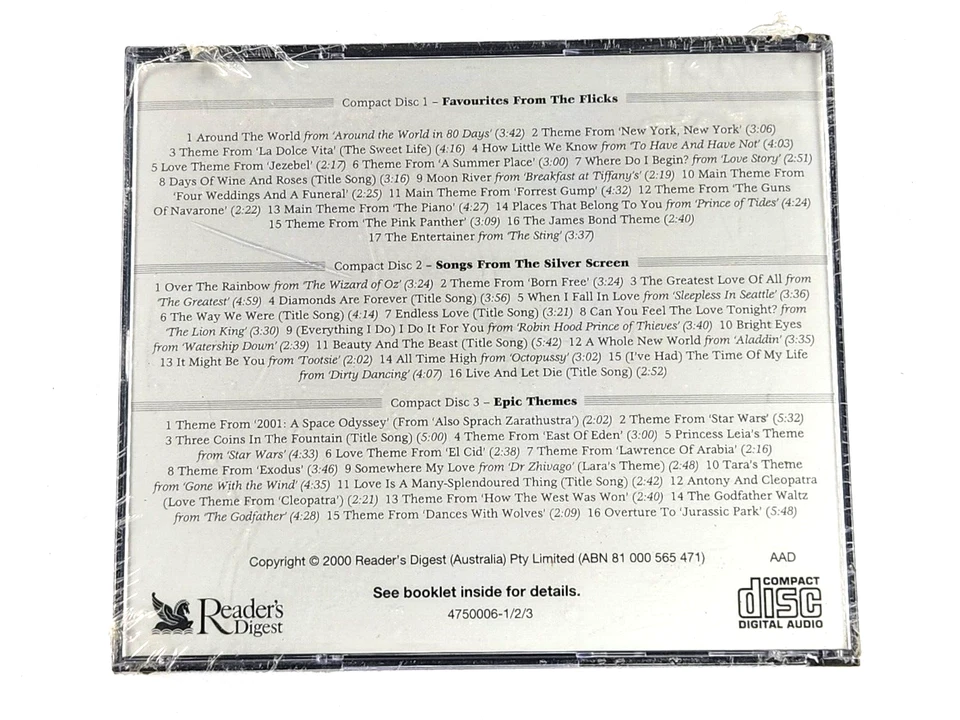 Compact Disc 1 – Favourites From The Flicks
1 Around The World from 'Around the World in 80 Days' (3:42) 2 Theme From 'New York, New York' (3:06)
3 Theme From 'La Dolce Vita' (The Sweet Life) (4:16) 4 How Little We Know from 'To Have And Have Not' (4:03)
5 Love Theme From 'Jezebel' (2:17) 6 Theme From 'A Summer Place' (3:00) 7 Where Do I Begin? from 'Love Story' (2:51)
8 Days Of Wine And Roses (Title Song) (3:16) 9 Moon River from 'Breakfast at Tiffany's' (2:19) 10 Main Theme From
'Four Weddings And A Funeral' (2:25) 11 Main Theme From 'Forrest Gump' (4:32) 12 Theme From 'The Guns
Of Navarone' (2:22) 13 Main Theme From 'The Piano' (4:27) 14 Places That Belong To You from 'Prince of Tides' (4:24)
15 Theme From 'The Pink Panther' (3:09) 16 The James Bond Theme (2:40)
17 The Entertainer from 'The Sting' (3:37)
Compact Disc 2 – Songs From The Silver Screen
1 Over The Rainbow from 'The Wizard of Oz' (3:24) 2 Theme From 'Born Free' (3:24) 3 The Greatest Love Of All from
'The Greatest' (4:59) 4 Diamonds Are Forever (Title Song) (3:56) 5 When I Fall In Love from 'Sleepless In Seattle' (3:36)
6 The Way We Were (Title Song) (4:14) 7 Endless Love (Title Song) (3:21) 8 Can You Feel The Love Tonight? from
'The Lion King' (3:30) 9 (Everything I Do) I Do It For You from 'Robin Hood Prince of Thieves' (3:40) 10 Bright Eyes
from 'Watership Down' (2:39) 11 Beauty And The Beast (Title Song) (5:42) 12 A Whole New World from 'Aladdin' (3:35)
13 It Might Be You from 'Tootsie' (2:02) 14 All Time High from 'Octopussy' (3:02) 15 (I've Had) The Time Of My Life
from 'Dirty Dancing' (4:07) 16 Live And Let Die (Title Song) (2:52)
Compact Disc 3 – Epic Themes
1 Theme From '2001: A Space Odyssey' (From 'Also Sprach Zarathustra') (2:02) 2 Theme From 'Star Wars' (5:32)
3 Three Coins In The Fountain (Title Song) (5:00) 4 Theme From 'East Of Eden' (3:00) 5 Princess Leia's Theme
from 'Star Wars' (4:33) 6 Love Theme From 'El Cid' (2:38) 7 Theme From 'Lawrence Of Arabia' (2:16)
8 Theme From 'Exodus' (3:46) 9 Somewhere My Love from 'Dr Zhivago' (Lara's Theme) (2:48) 10 Tara's Theme
from 'Gone With the Wind' (4:35) 11 Love Is A Many-Splendoured Thing (Title Song) (2:42) 12 Antony And Cleopatra
(Love Theme From 'Cleopatra') (2:21) 13 Theme From 'How The West Was Won' (2:40) 14 The Godfather Waltz
from 'The Godfather' (4:28) 15 Theme From 'Dances With Wolves' (2:09) 16 Overture To 'Jurassic Park' (5:48)
Copyright © 2000 Reader's Digest (Australia) Pty Limited (ABN 81 000 565 471)
AAD
See booklet inside for details.
4750006-1/2/3
Reader's
Digest
COMPACT
disc
DIGITAL AUDIO